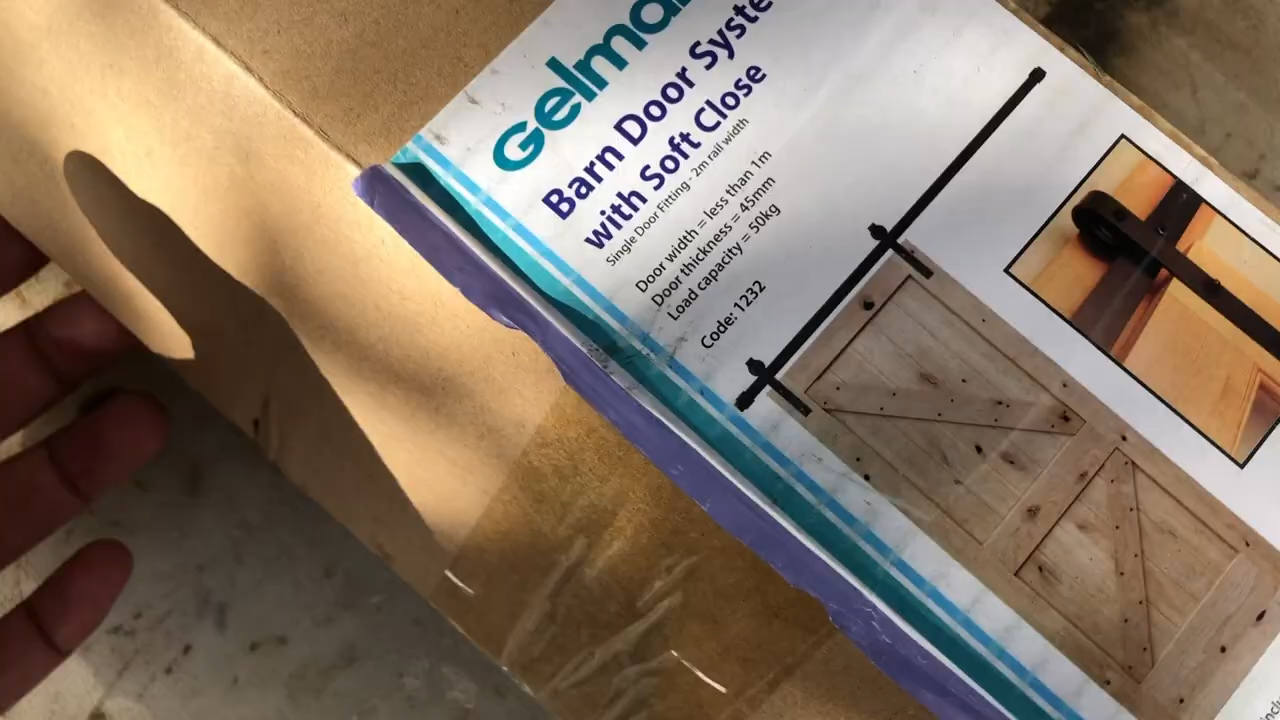 Gelma
Barn Door Syste
with Soft Close
Single Door Fitting - 2m rail width
Door width = less than 1m
Door thickness = 45mm
Load capacity = 50kg
Code: 1232